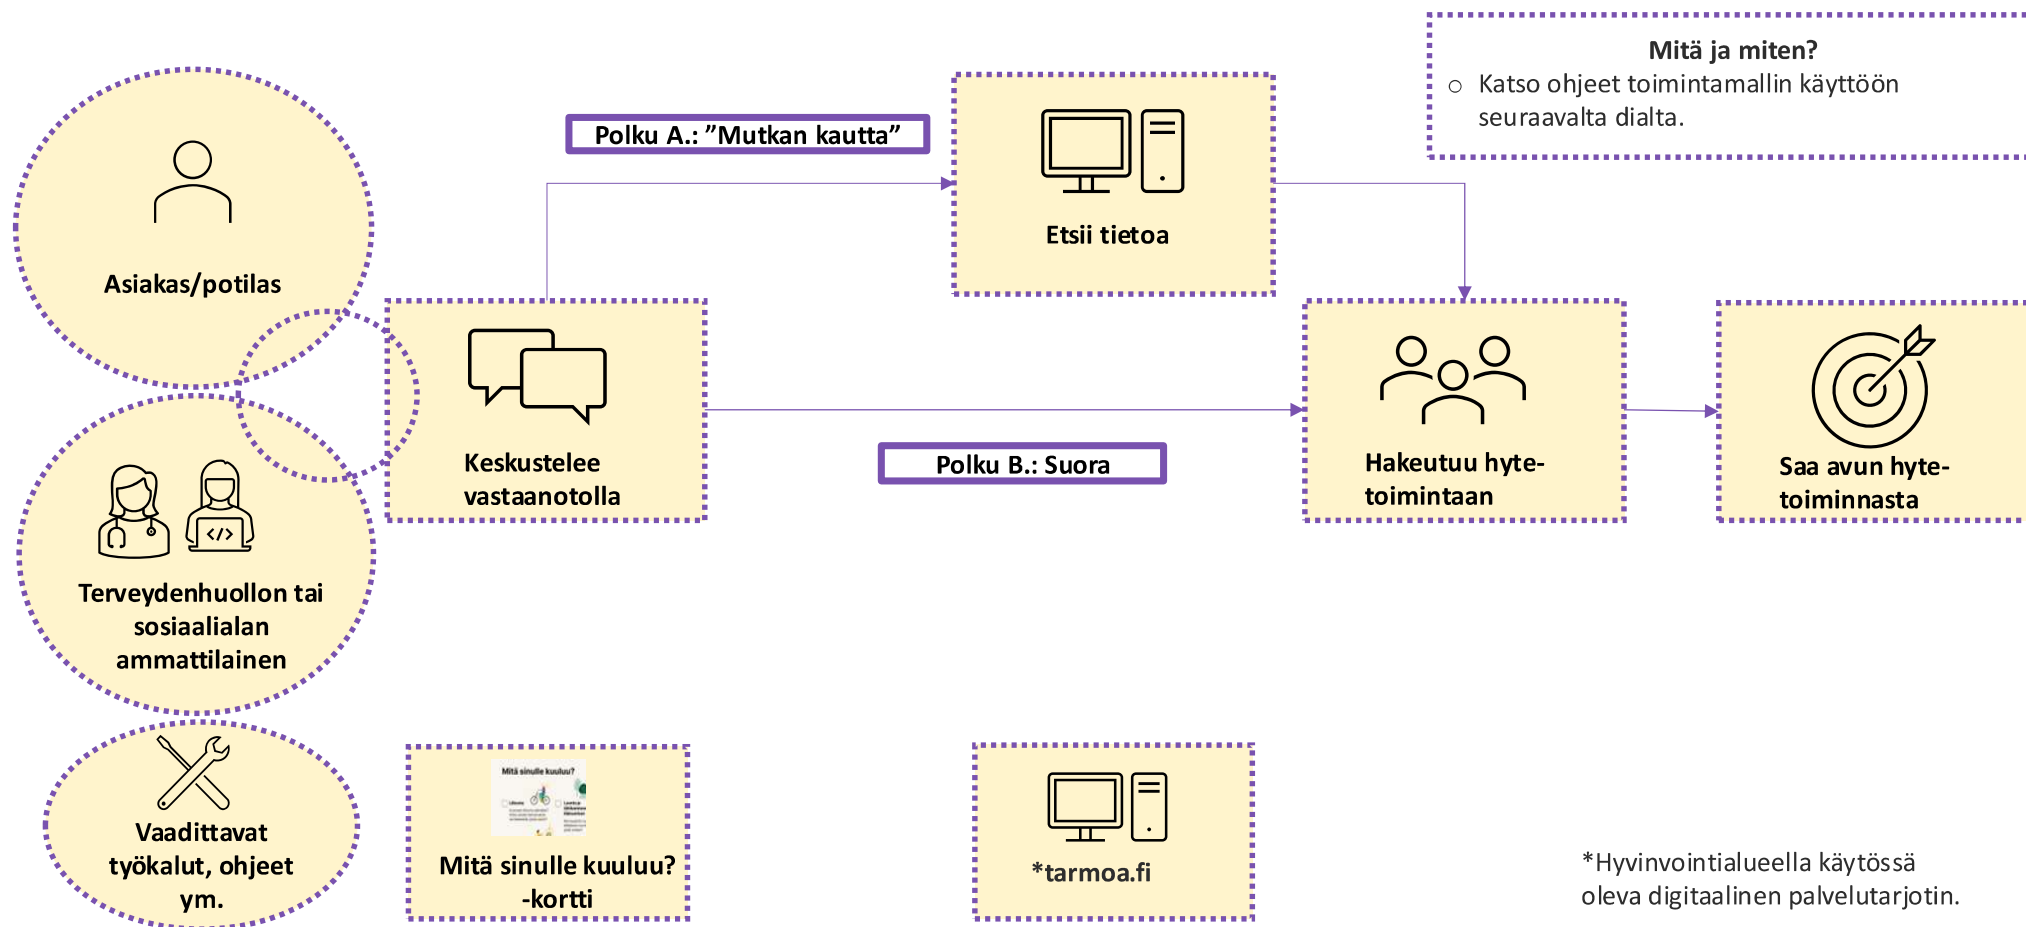 Mitä ja miten?
o Katso ohjeet toimintamallin käyttöön
seuraavalta dialta.
Polku A.: ”Mutkan kautta”
Etsii tietoa
Asiakas/potilas
Keskustelee
vastaanotolla
Polku B.: Suora
Hakeutuu hyte-
toimintaan
Saa avun hyte-
toiminnasta
</>
Terveydenhuollon tai
sosiaalialan
ammattilainen
Vaadittavat
työkalut, ohjeet
ym.
Mitä sinulle kuuluu?
Mitä sinulle kuuluu?
-kortti
*tarmoa.fi
*Hyvinvointialueella käytössä
oleva digitaalinen palvelutarjotin.